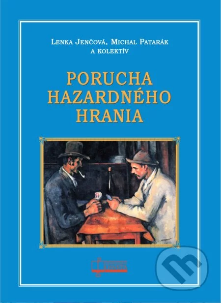 LENKA JENČOVÁ, MICHAL PATARÁK
A KOLEKTÍV
PORUCHA
HAZARDNÉHO
HRANIA